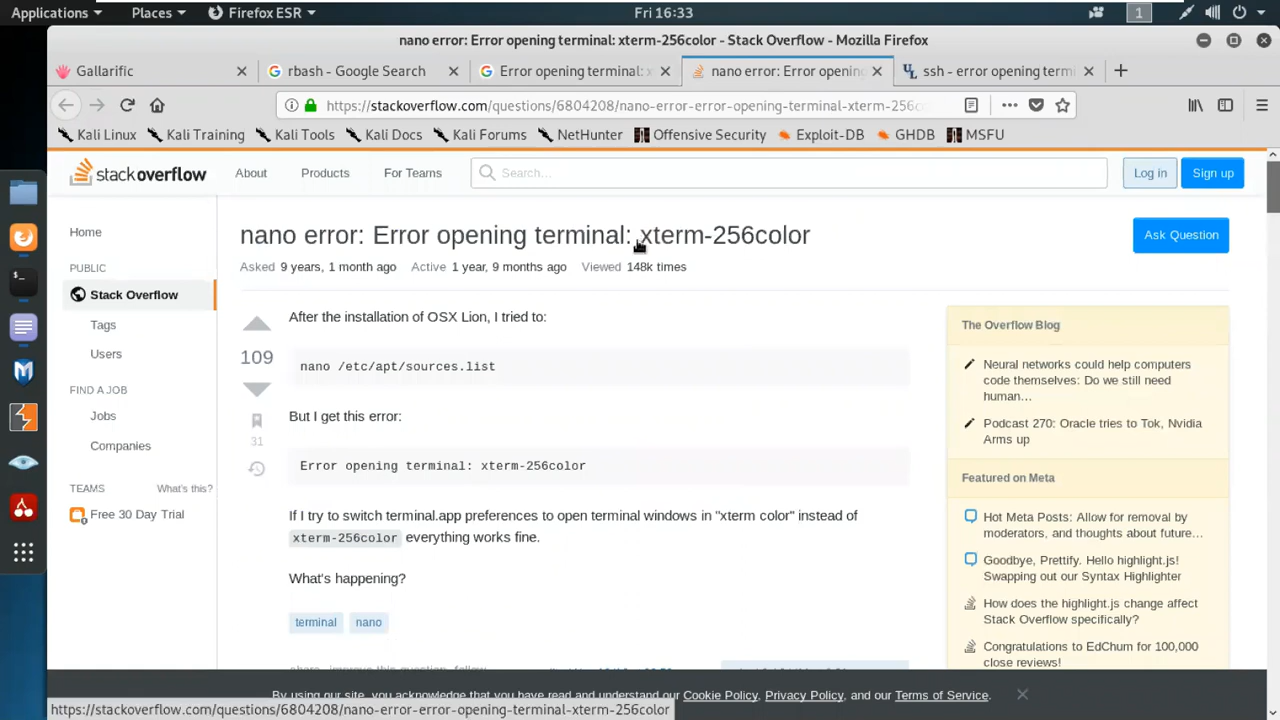 Applications Places Firefox ESR Fri 16:33 1
nano error: Error opening terminal: xterm-256color - Stack Overflow - Mozilla Firefox
Gallarific rbash - Google Search Error opening terminal: x nano error: Error opening ssh - error opening termi
https://stackoverflow.com/questions/6804208/nano-error-error-opening-terminal-xterm-256c
Kali Linux Kali Training Kali Tools Kali Docs Kali Forums NetHunter Offensive Security Exploit-DB GHDB MSFU
stackoverflow About Products For Teams Search... Log in Sign up
nano error: Error opening terminal: xterm-256color
Ask Question
Asked 9 years, 1 month ago Active 1 year, 9 months ago Viewed 148k times
Home
PUBLIC
Stack Overflow
Tags
Users
FIND A JOB
Jobs
Companies
TEAMS What's this?
Free 30 Day Trial
109
31
After the installation of OSX Lion, I tried to:
nano /etc/apt/sources.list
But I get this error:
Error opening terminal: xterm-256color
If I try to switch terminal.app preferences to open terminal windows in "xterm color" instead of
xterm-256color everything works fine.
What's happening?
terminal nano
share improve this question follow
The Overflow Blog
Neural networks could help computers
code themselves: Do we still need
human…
Podcast 270: Oracle tries to Tok, Nvidia
Arms up
Featured on Meta
Hot Meta Posts: Allow for removal by
moderators, and thoughts about future…
Goodbye, Prettify. Hello highlight.js!
Swapping out our Syntax Highlighter
How does the highlight.js change affect
Stack Overflow specifically?
Congratulations to EdChum for 100,000
close reviews!
By using our site, you acknowledge that you have read and understand our Cookie Policy, Privacy Policy, and our Terms of Service.
https://stackoverflow.com/questions/6804208/nano-error-error-opening-terminal-xterm-256color